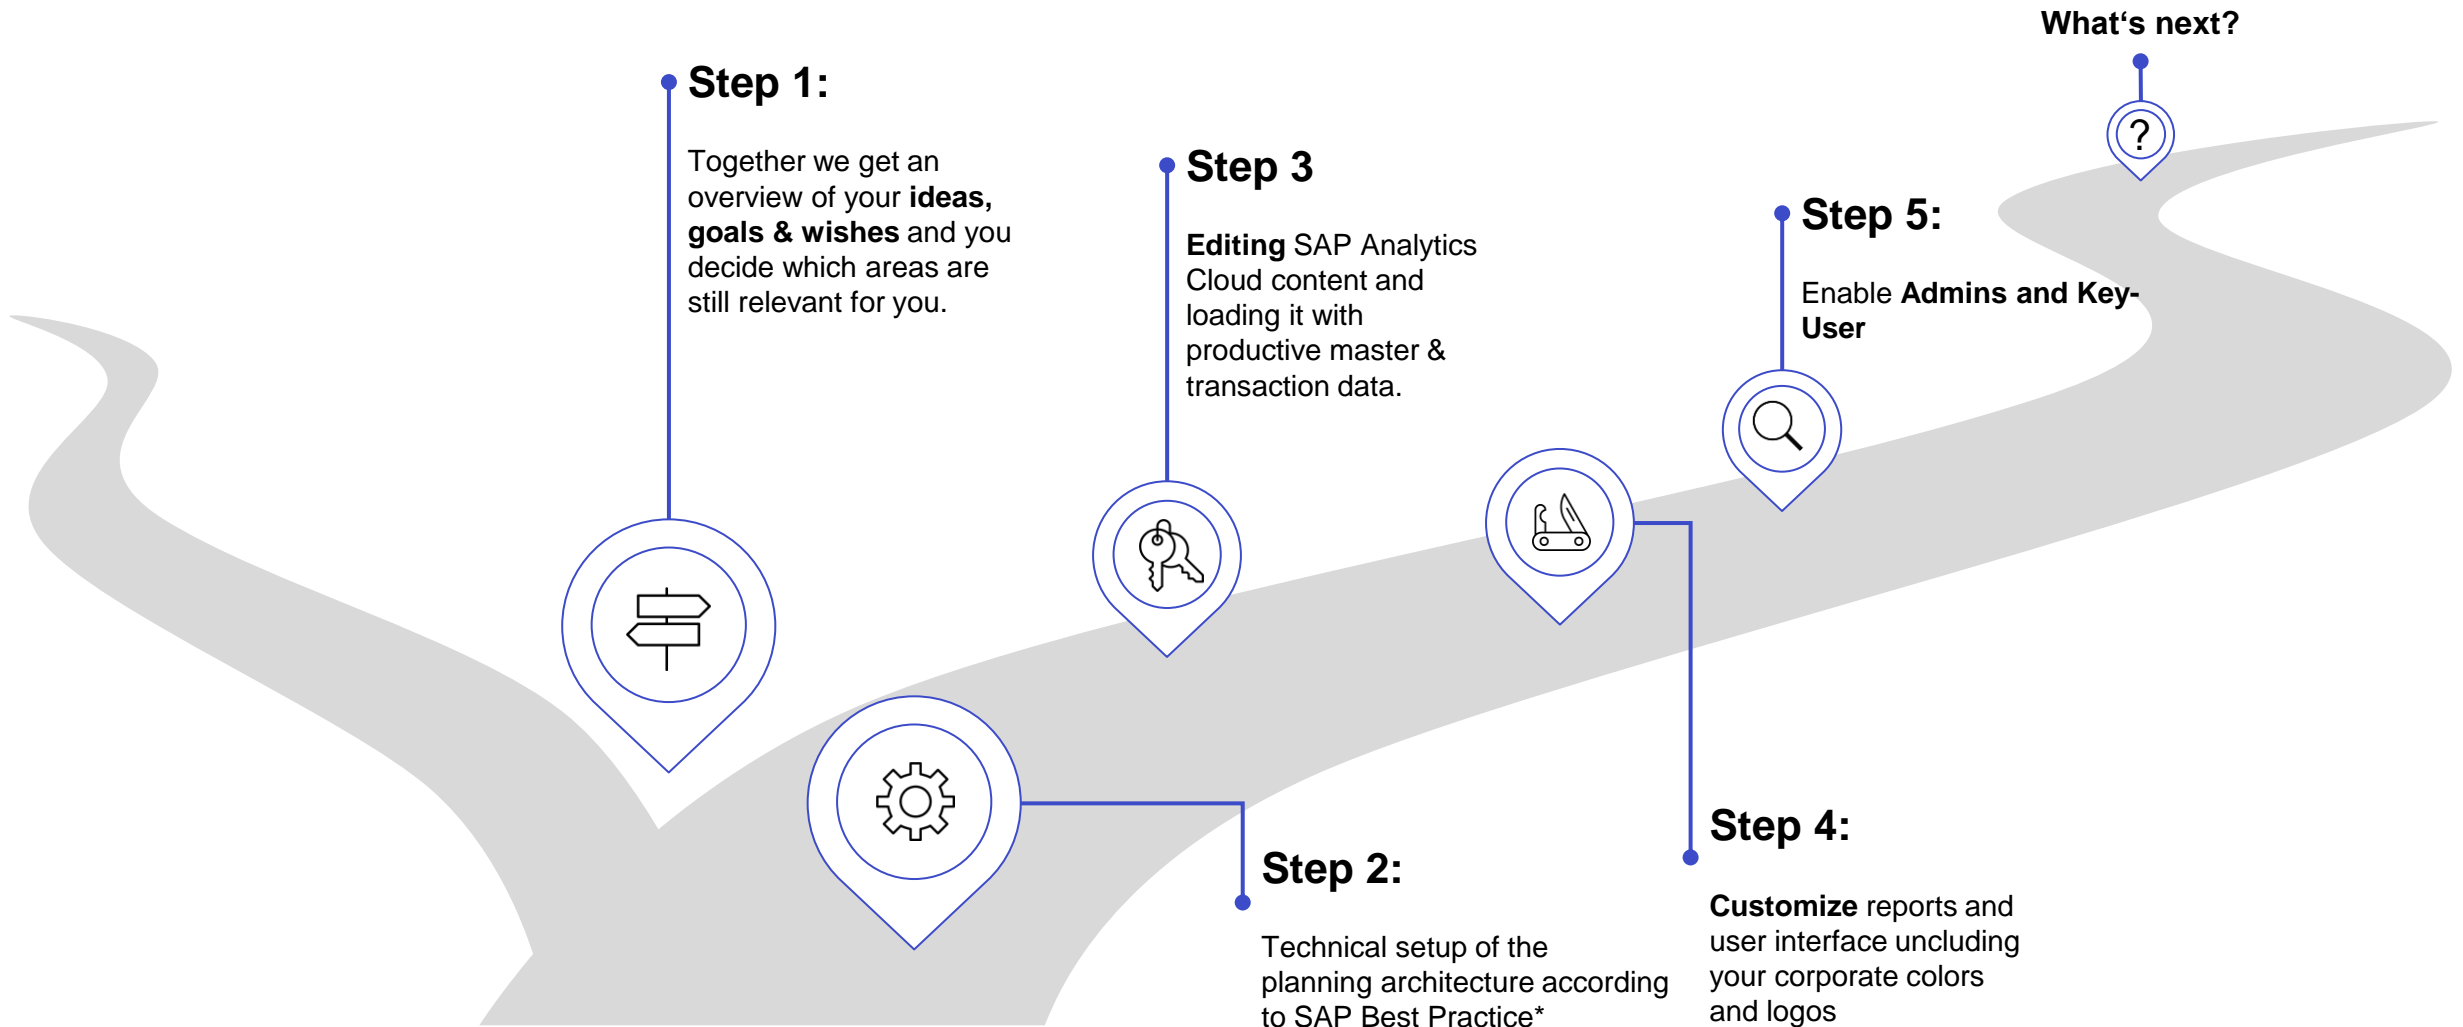 What‘s next?
?
Step 1:
Together we get an
overview of your ideas,
goals & wishes and you
decide which areas are
still relevant for you.
Step 3
Editing SAP Analytics
Cloud content and
loading it with
productive master &
transaction data.
Step 5:
Enable Admins and Key-
User
Step 2:
Technical setup of the
planning architecture according
to SAP Best Practice*
Step 4:
Customize reports and
user interface uncluding
your corporate colors
and logos